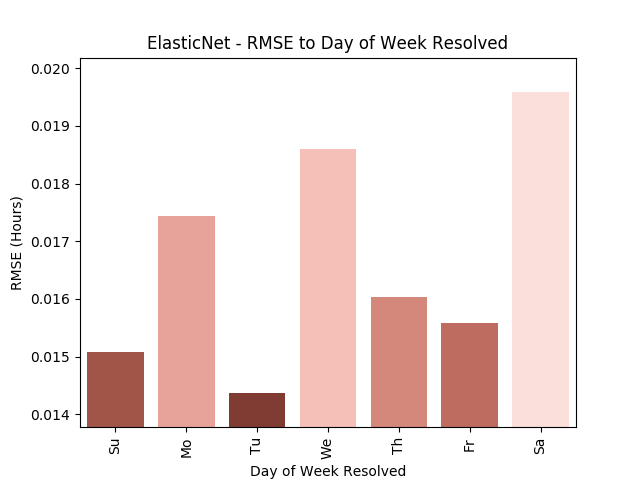 ElasticNet - RMSE to Day of Week Resolved
0.020
0.019
0.018
0.017
0.016
0.015
0.014
RMSE (Hours)
Su Mo Tu We Th Fr Sa
Day of Week Resolved